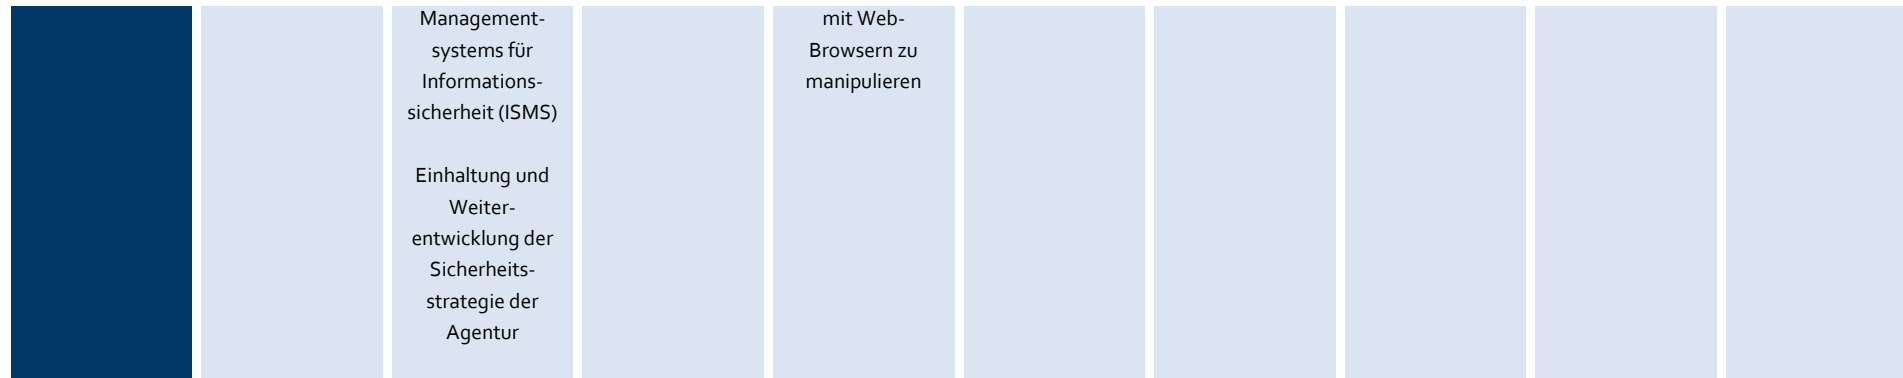 Management-
systems für
Informations-
sicherheit (ISMS)
Einhaltung und
Weiter-
entwicklung der
Sicherheits-
strategie der
Agentur
mit Web-
Browsern zu
manipulieren